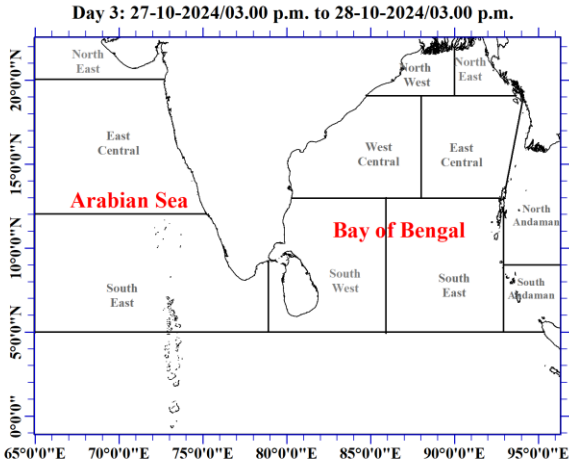 Day 3: 27-10-2024/03.00 p.m. to 28-10-2024/03.00 p.m.
North
East
North
West
North
East
20°0'0"N
East
Central
West
Central
East
Central
15°0'0"N
Arabian Sea
Bay of Bengal
North
Andaman
10°0'0"N
South
East
South
West
South
East
South
Andaman
5°0'0"N
0°0'0"
65°0'0"E 70°0'0"E 75°0'0"E 80°0'0"E 85°0'0"E 90°0'0"E 95°0'0"E